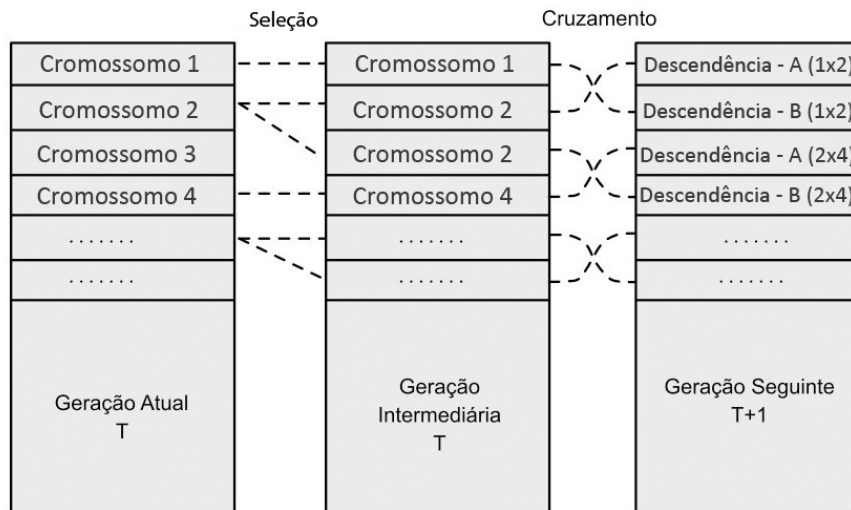 Seleção
Cruzamento
Cromossomo 1
Cromossomo 2
Cromossomo 3
Cromossomo 4
.......
.......
Geração Atual
T
Cromossomo 1
Cromossomo 2
Cromossomo 2
Cromossomo 4
.......
.......
Geração
Intermediária
T
Descendência - A (1x2)
Descendência - B (1x2)
Descendência - A (2x4)
Descendência - B (2x4)
.......
.......
Geração Seguinte
T+1